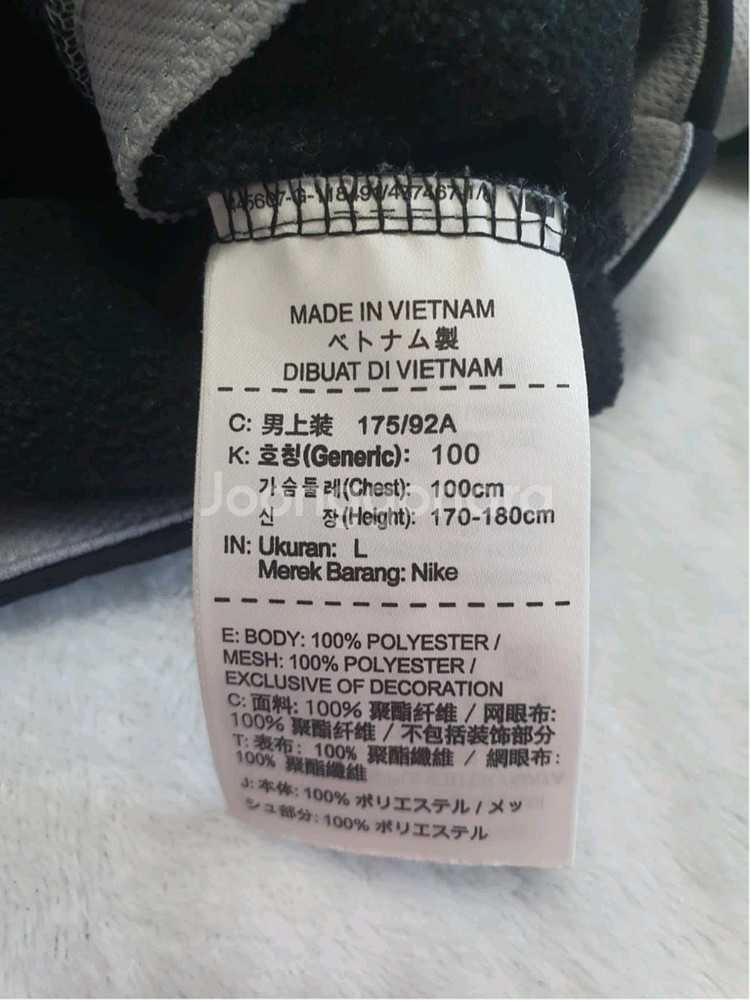 MADE IN VIETNAM
ベトナム製
DIBUAT DI VIETNAM
C: 男上装 175/92A
K: 호칭(Generic): 100
가슴둘레(Chest): 100cm
신 장(Height): 170-180cm
IN: Ukuran: L
Merek Barang: Nike
E: BODY: 100% POLYESTER /
MESH: 100% POLYESTER /
EXCLUSIVE OF DECORATION
C: 面料: 100% 聚酯纤维 / 网眼布:
100% 聚酯纤维 / 不包括装饰部分
T: 表布: 100% 聚酯纖維 / 網眼布:
100% 聚酯纖維
J: 本体: 100% ポリエステル / メッ
シュ部分: 100% ポリエステル